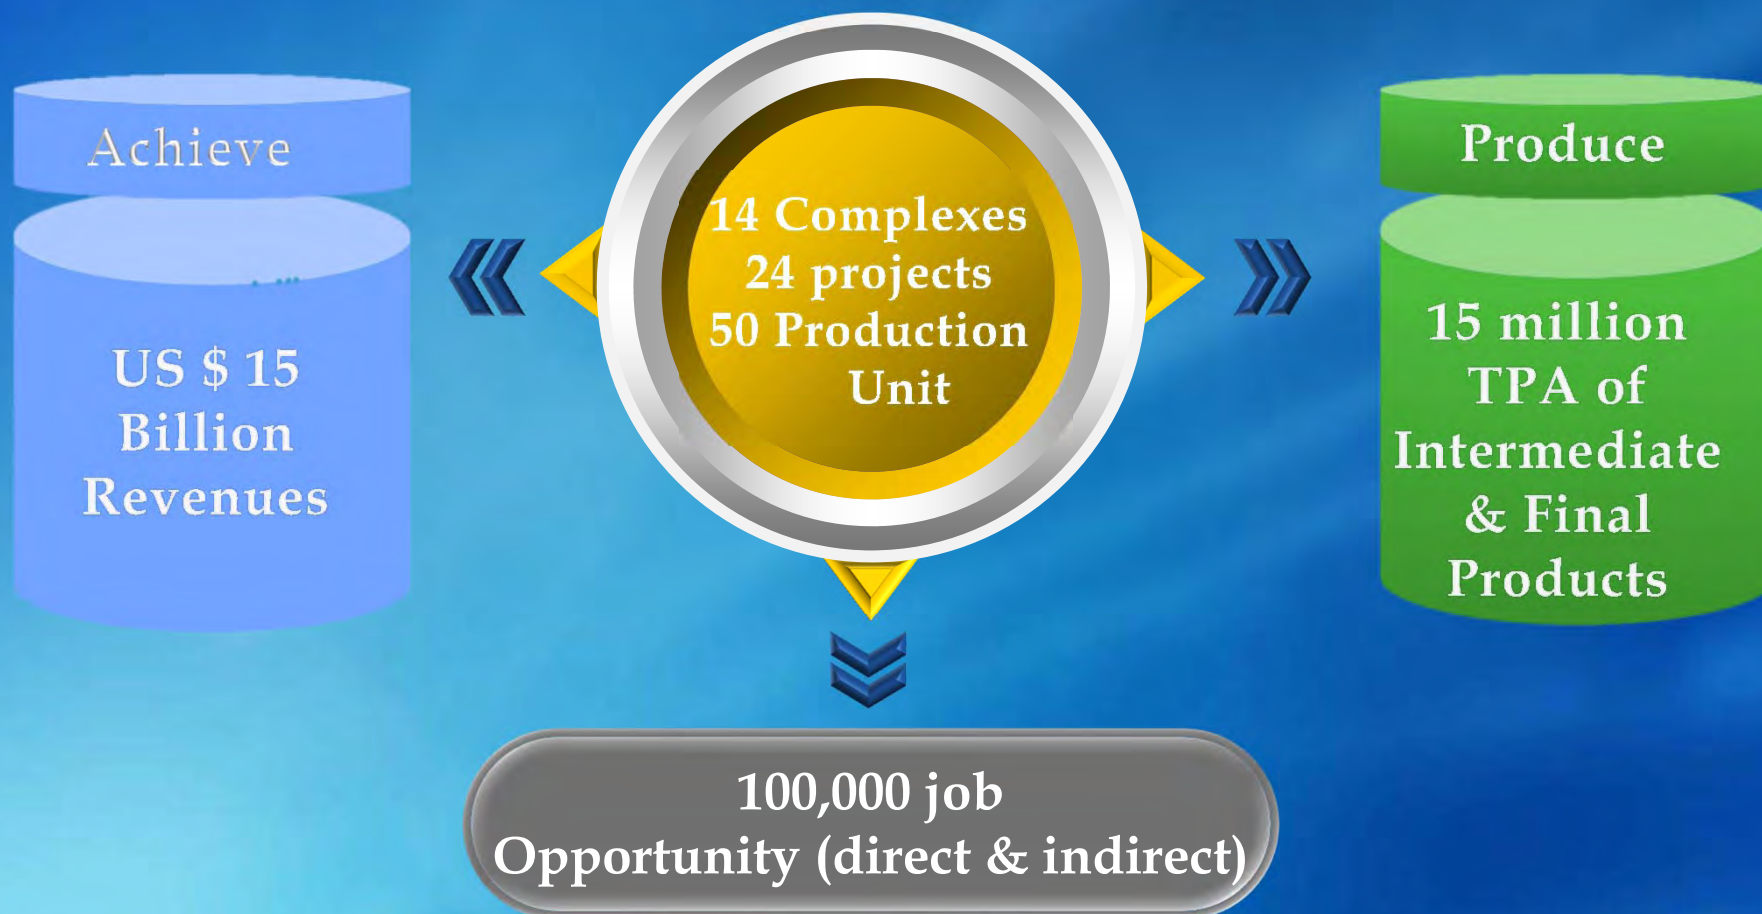 Achieve
US $ 15
Billion
Revenues
14 Complexes
24 projects
50 Production
Unit
Produce
15 million
TPA of
Intermediate
& Final
Products
100,000 job
Opportunity (direct & indirect)